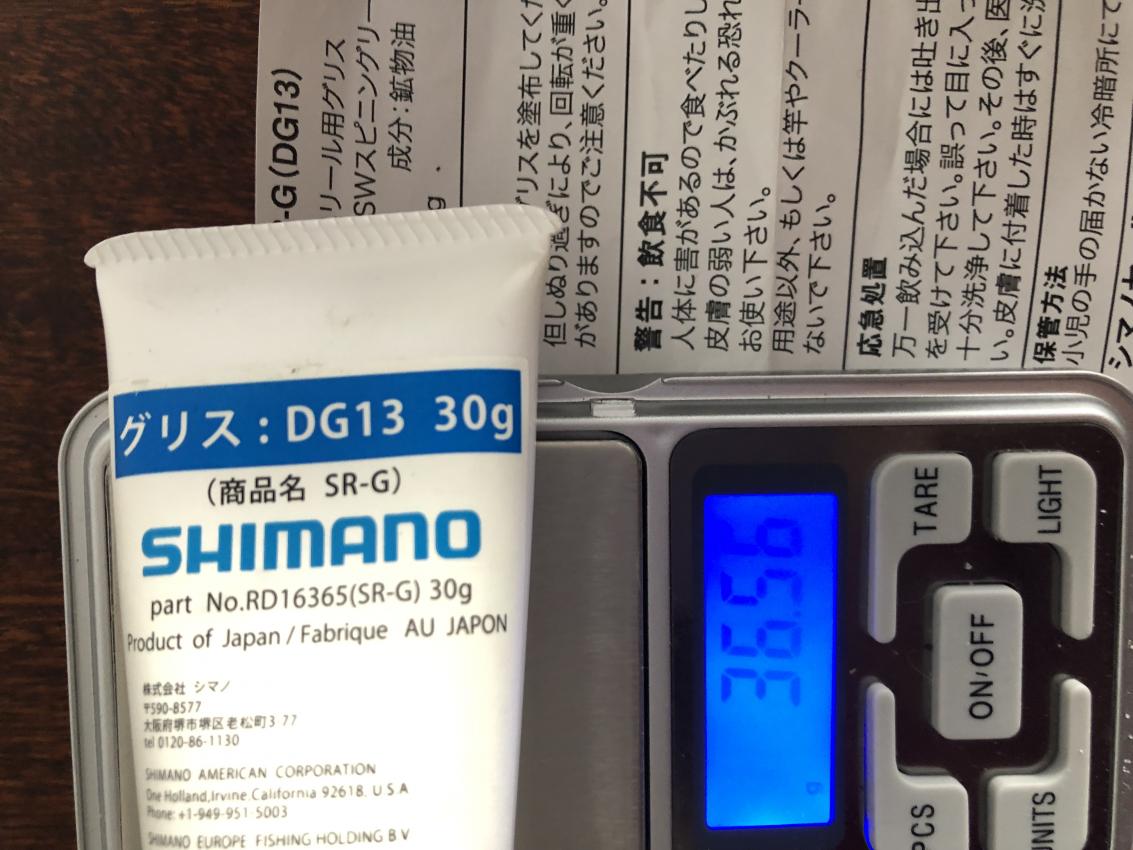 グリス：DG13 30g
（商品名 SR-G）
SHIMANO
part No.RD16365(SR-G) 30g
Product of Japan / Fabrique AU JAPON
株式会社 シマノ
〒590-8577
大阪府堺市堺区老松町3 77
tel 0120-86-1130
SHIMANO AMERICAN CORPORATION
One Holland,Irvine,California 92618. U S A
Phone: +1-949-951-5003
SHIMANO EUROPE FISHING HOLDING B V
-G(DG13)
リール用グリス
SWスピニングリー
成分：鉱物油
g
グリスを塗布してくだ
但しぬり過ぎにより、回転が重く
がありますのでご注意ください。
警告：飲食不可
人体に害があるので食べたりし
皮膚の弱い人は、かぶれる恐れ
お使い下さい。
用途以外、もしくは竿やクーラー
ないで下さい。
応急処置
万一飲み込んだ場合には吐き出
を受けて下さい。誤って目に入っ
十分洗浄して下さい。その後、医
い。皮膚に付着した時はすぐに洗
保管方法
小児の手の届かない冷暗所にて
シマノ
36.56
g
TARE
LIGHT
ON/OFF
PCS
UNITS